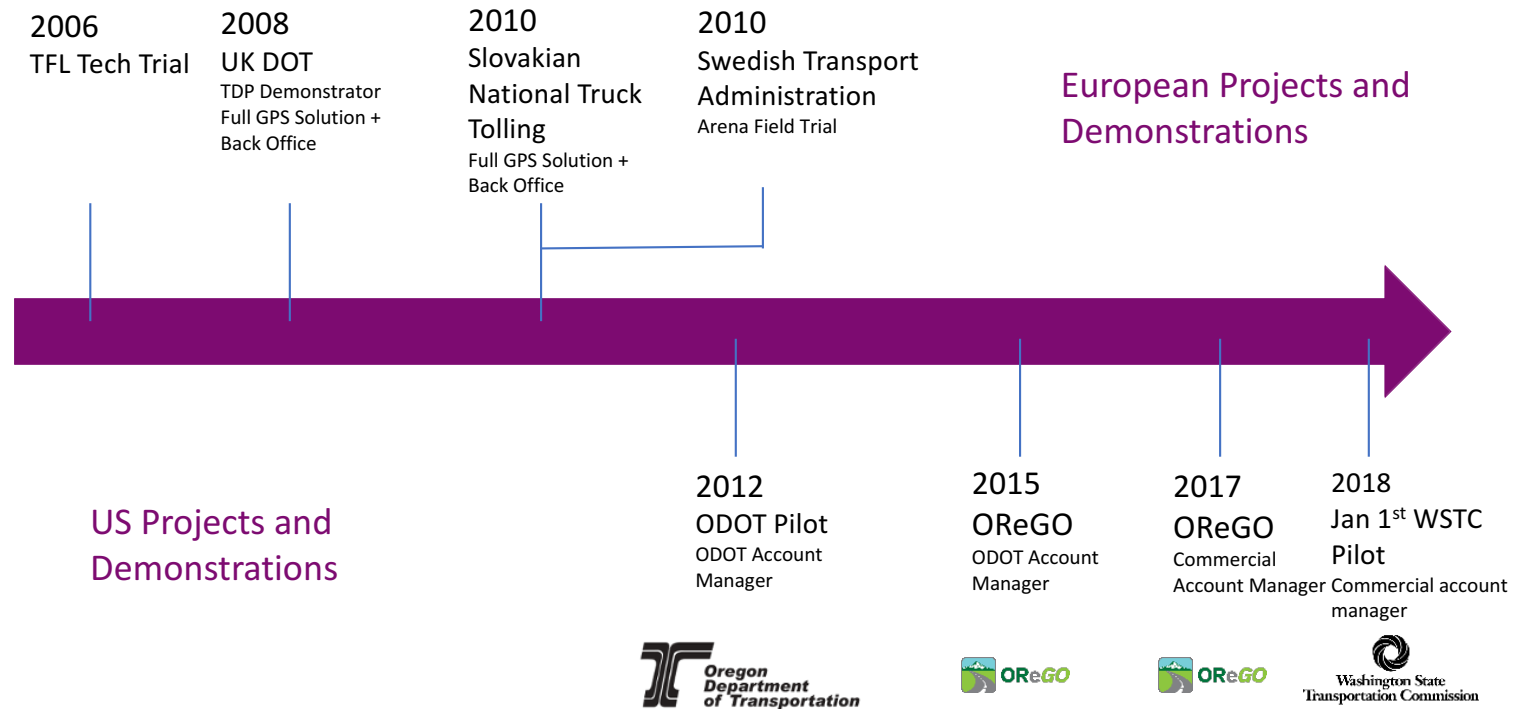 2006
TFL Tech Trial
2008
UK DOT
TDP Demonstrator
Full GPS Solution +
Back Office
2010
Slovakian
National Truck
Tolling
Full GPS Solution +
Back Office
2010
Swedish Transport
Administration
Arena Field Trial
European Projects and
Demonstrations
US Projects and
Demonstrations
2012
ODOT Pilot
ODOT Account
Manager
2015
OReGO
ODOT Account
Manager
2017
OReGO
Commercial
Account Manager
2018
Jan 1st WSTC
Pilot
Commercial account
manager
Oregon
Department
of Transportation
OReGO
OReGO
Washington State
Transportation Commission